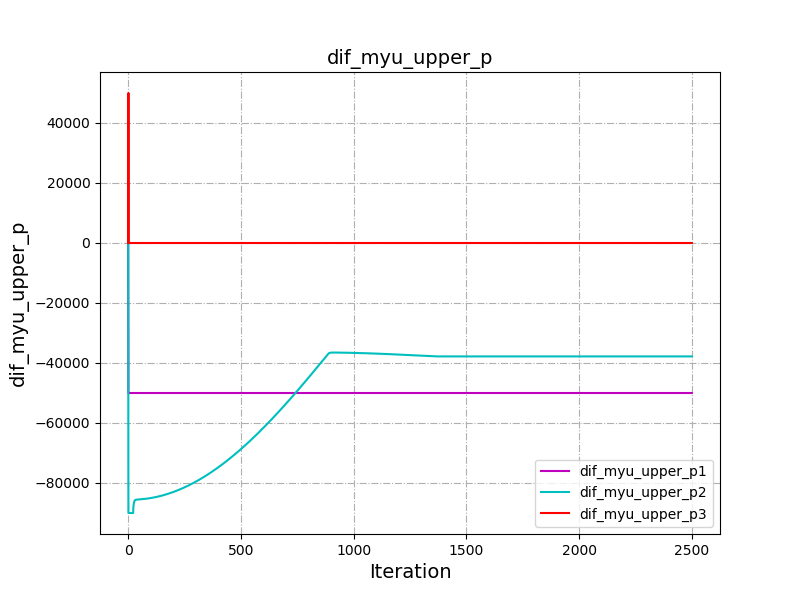 dif_myu_upper_p
dif_myu_upper_p
40000
20000
0
−20000
−40000
−60000
−80000
dif_myu_upper_p1
dif_myu_upper_p2
dif_myu_upper_p3
0 500 1000 1500 2000 2500
Iteration